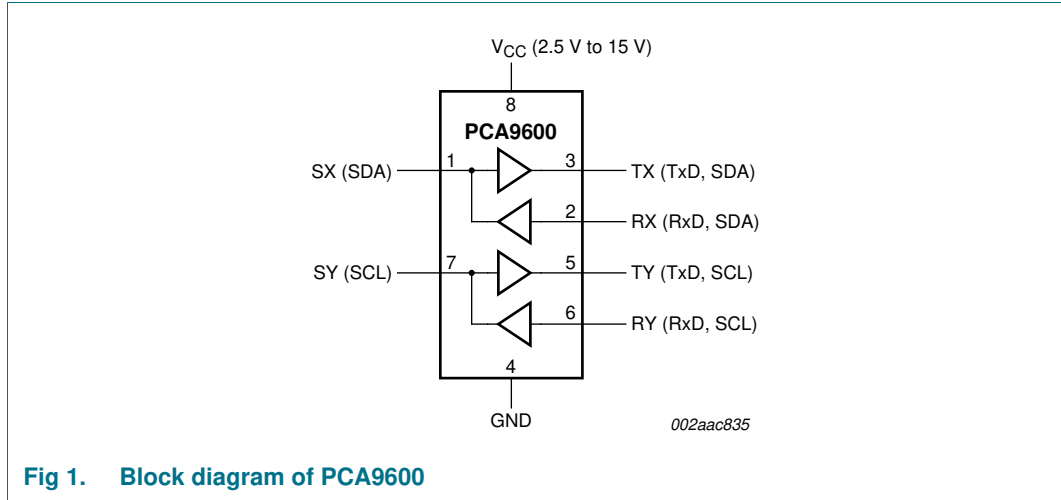 VCC (2.5 V to 15 V)
8
PCA9600
SX (SDA)
1
3
TX (TxD, SDA)
2
RX (RxD, SDA)
SY (SCL)
7
5
TY (TxD, SCL)
6
RY (RxD, SCL)
4
GND
002aac835
Fig 1. Block diagram of PCA9600